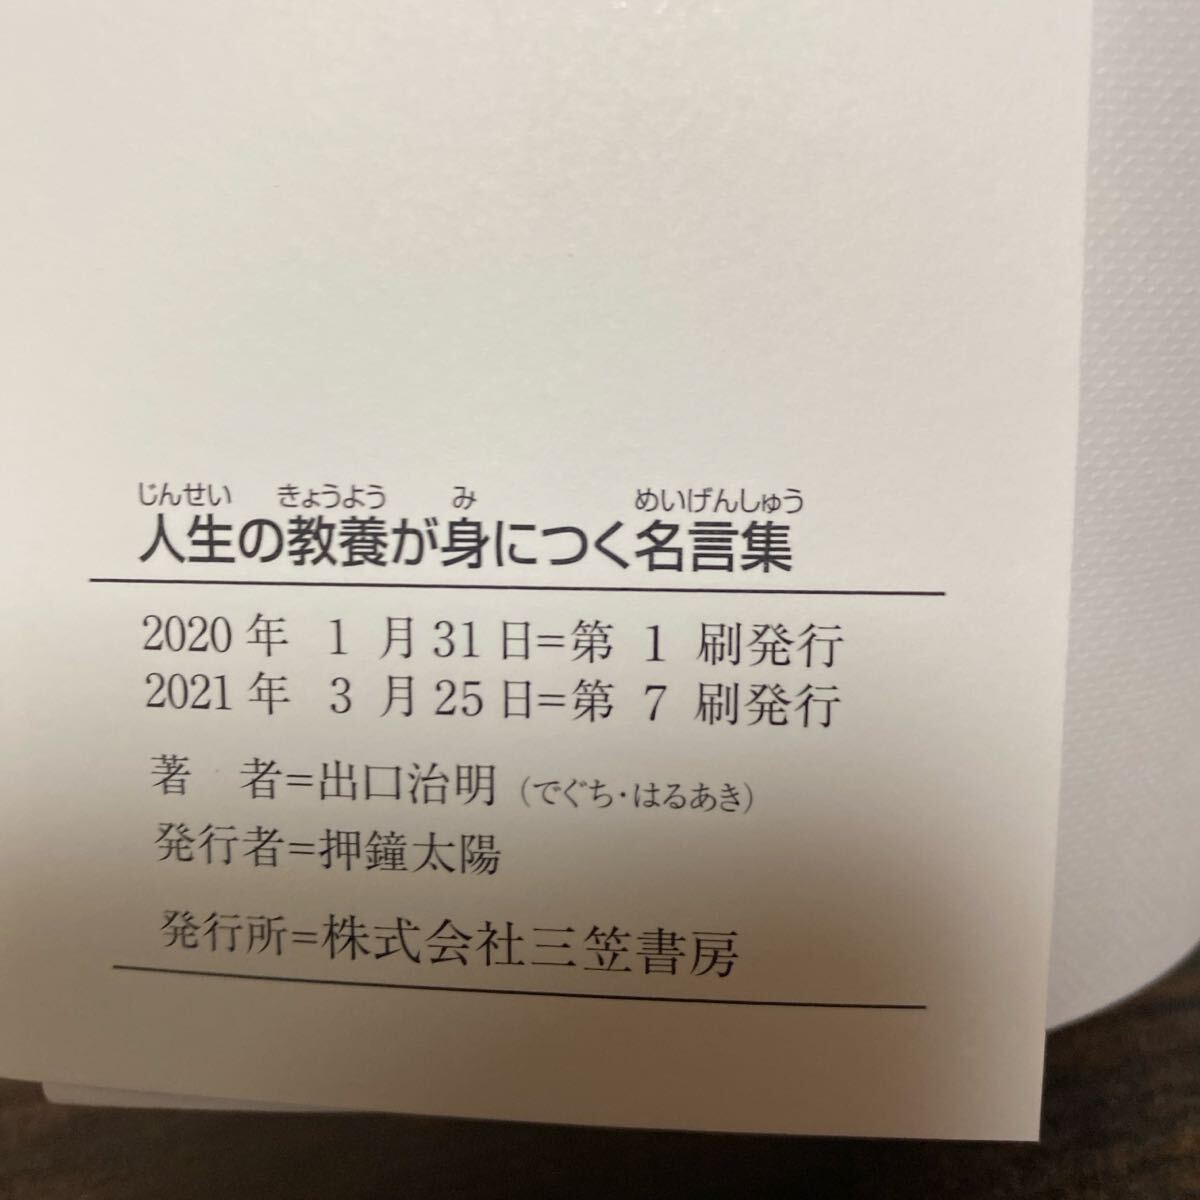 じんせい きょうよう み めいげんしゅう
人生の教養が身につく名言集
2020年 1 月31日=第 1 刷発行
2021年 3 月25日=第 7 刷発行
著 者=出口治明（でぐち・はるあき）
発行者=押鐘太陽
発行所=株式会社三笠書房